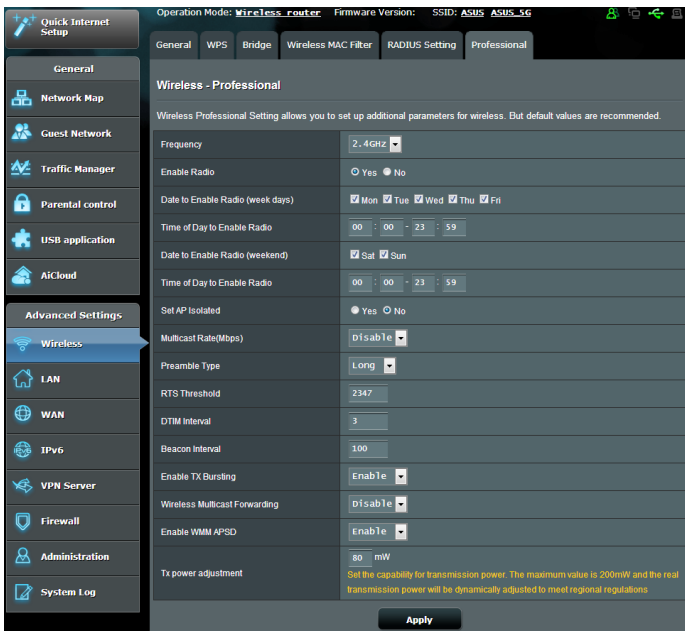 Operation Mode: Wireless router Firmware Version: SSID: ASUS ASUS_5G
Quick Internet
Setup
General WPS Bridge Wireless MAC Filter RADIUS Setting Professional
General
Network Map
Guest Network
Traffic Manager
Parental control
USB application
AiCloud
Advanced Settings
Wireless
LAN
WAN
IPv6
VPN Server
Firewall
Administration
System Log
Wireless - Professional
Wireless Professional Setting allows you to set up additional parameters for wireless. But default values are recommended.
Frequency 2.4GHz
Enable Radio Yes No
Date to Enable Radio (week days) Mon Tue Wed Thu Fri
Time of Day to Enable Radio 00 : 00 - 23 : 59
Date to Enable Radio (weekend) Sat Sun
Time of Day to Enable Radio 00 : 00 - 23 : 59
Set AP Isolated Yes No
Multicast Rate(Mbps) Disable
Preamble Type Long
RTS Threshold 2347
DTIM Interval 3
Beacon Interval 100
Enable TX Bursting Enable
Wireless Multicast Forwarding Disable
Enable WMM APSD Enable
Tx power adjustment 80 mW
Set the capability for transmission power. The maximum value is 200mW and the real
transmission power will be dynamically adjusted to meet regional regulations
Apply